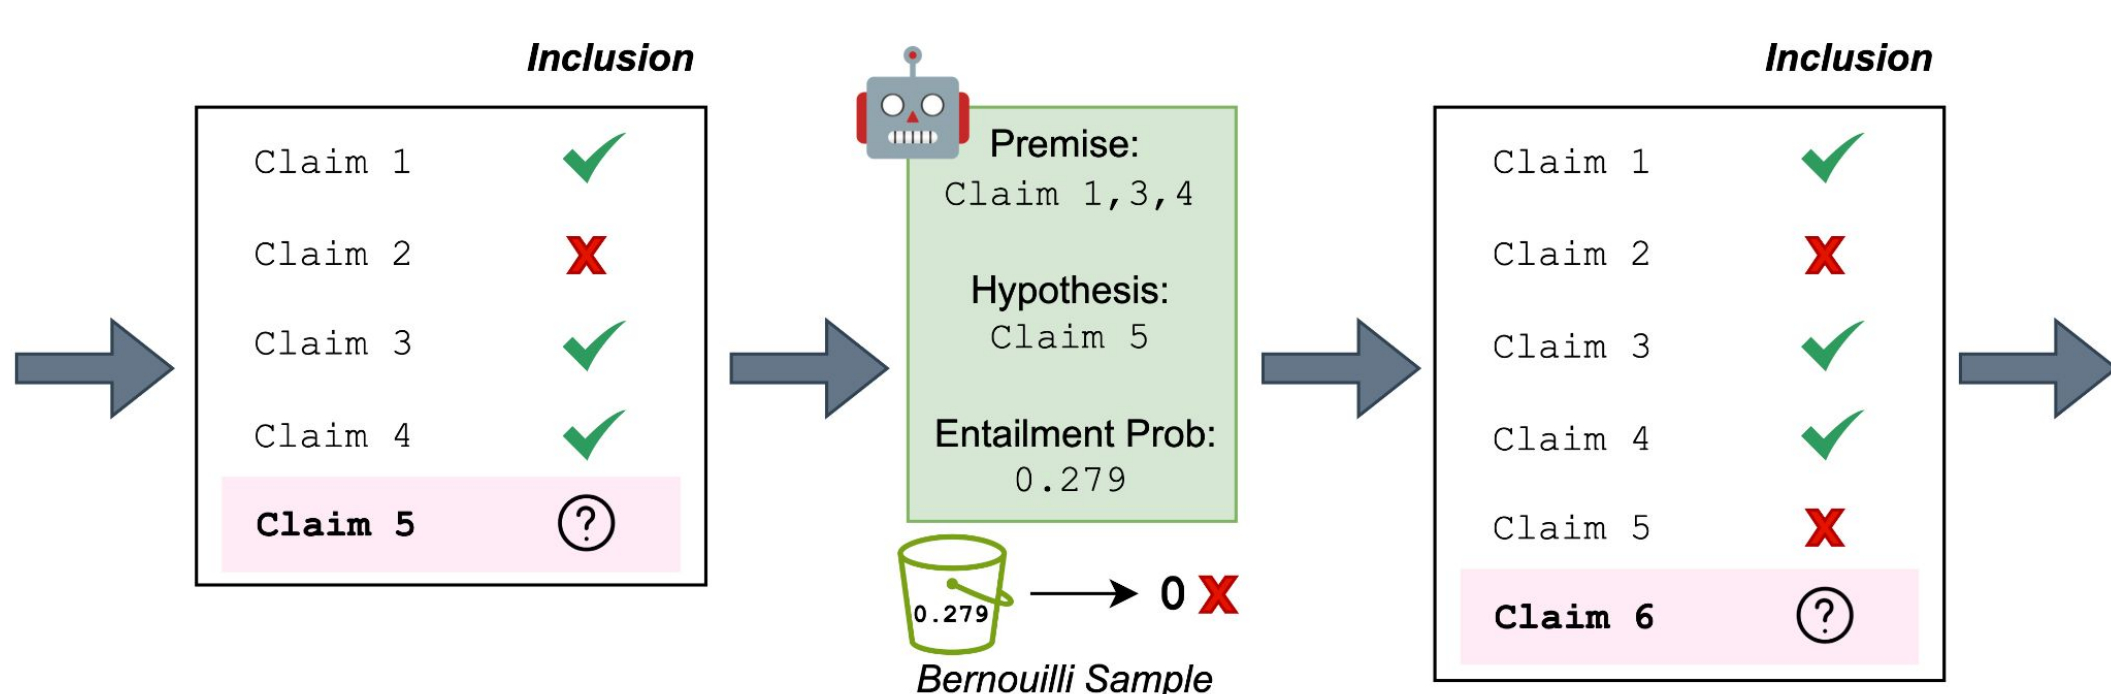 Inclusion
Claim 1
Claim 2
Claim 3
Claim 4
Claim 5 ?
Premise:
Claim 1,3,4
Hypothesis:
Claim 5
Entailment Prob:
0.279
0.279 0
Bernouilli Sample
Inclusion
Claim 1
Claim 2
Claim 3
Claim 4
Claim 5
Claim 6 ?